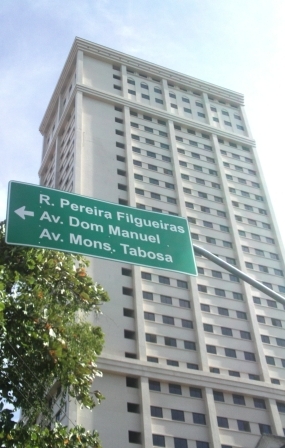 R. Pereira Filgueiras
Av. Dom Manuel
Av. Mons. Tabosa